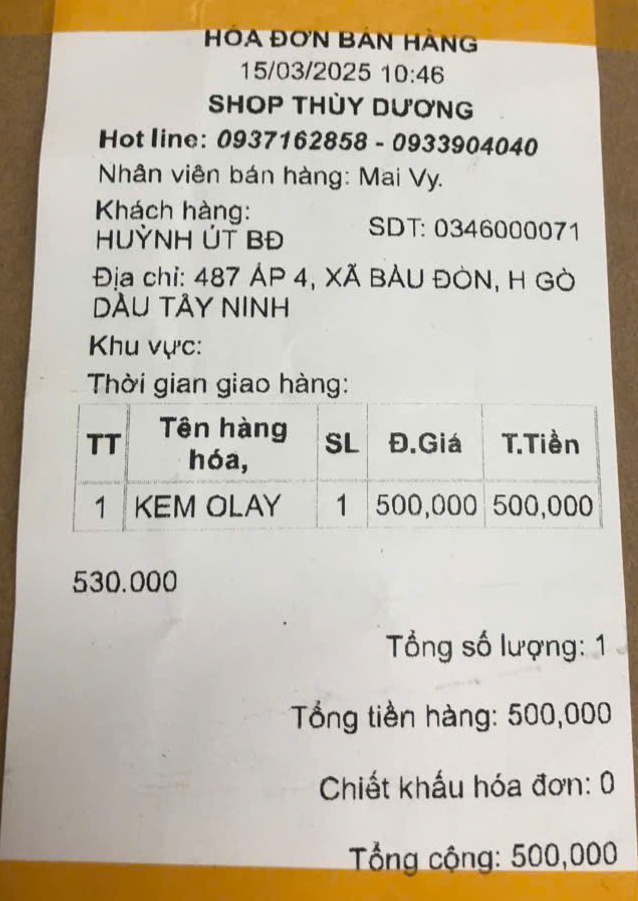 HÓA ĐƠN BÁN HÀNG
15/03/2025 10:46
SHOP THÙY DƯƠNG
Hot line: 0937162858 - 0933904040
Nhân viên bán hàng: Mai Vy.
Khách hàng:
HUỲNH ÚT BĐ
SDT: 0346000071
Địa chỉ: 487 ẤP 4, XÃ BÀU ĐÒN, H GÒ
DẦU TÂY NINH
Khu vực:
Thời gian giao hàng:
TT Tên hàng hóa, SL Đ.Giá T.Tiền
1 KEM OLAY 1 500,000 500,000
530.000
Tổng số lượng: 1
Tổng tiền hàng: 500,000
Chiết khấu hóa đơn: 0
Tổng cộng: 500,000